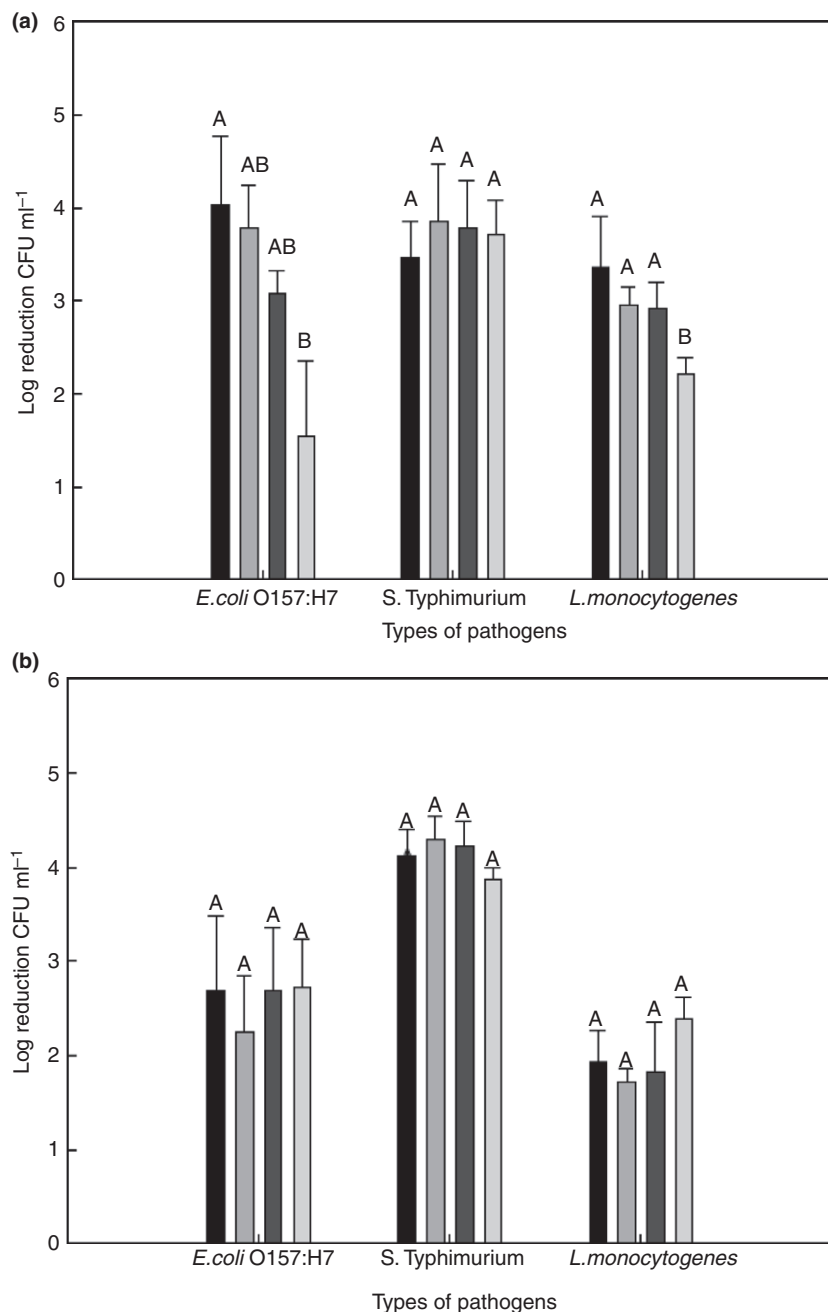 (a)
6
5
4
3
2
1
0
Log reduction CFU ml⁻¹
A
AB
AB
B
A
A
A
A
A
A
A
B
E.coli O157:H7
S. Typhimurium
L.monocytogenes
Types of pathogens
(b)
6
5
4
3
2
1
0
Log reduction CFU ml⁻¹
A
A
A
A
A
A
A
A
A
A
A
A
E.coli O157:H7
S. Typhimurium
L.monocytogenes
Types of pathogens